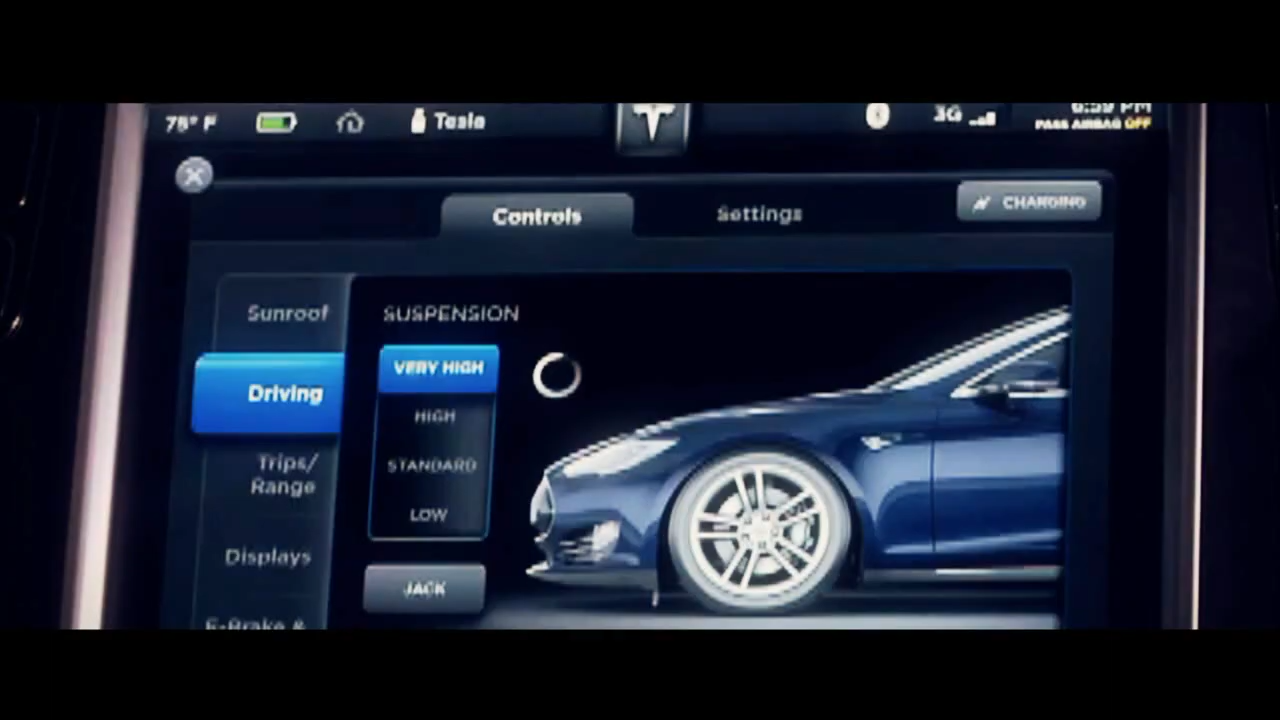 75° F
Tesla
3G
6:59 PM
PASS AIRBAG OFF
Controls
Settings
CHARGING
Sunroof
SUSPENSION
VERY HIGH
Driving
HIGH
STANDARD
Trips/
Range
LOW
Displays
JACK
E-Brake &